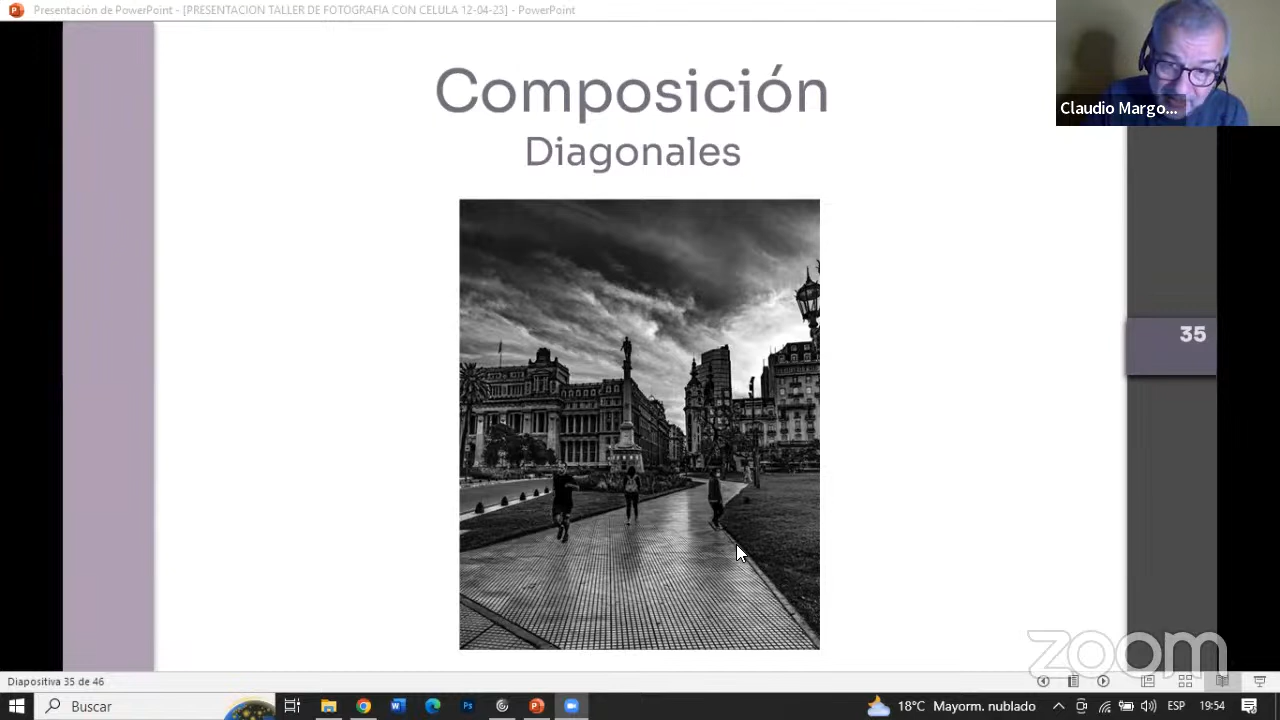 Presentación de PowerPoint - [PRESENTACION TALLER DE FOTOGRAFIA CON CELULA 12-04-23] - PowerPoint
Claudio Margo...
Composición
Diagonales
35
zoom
Diapositiva 35 de 46
Buscar
18°C Mayorm. nublado
ESP
19:54